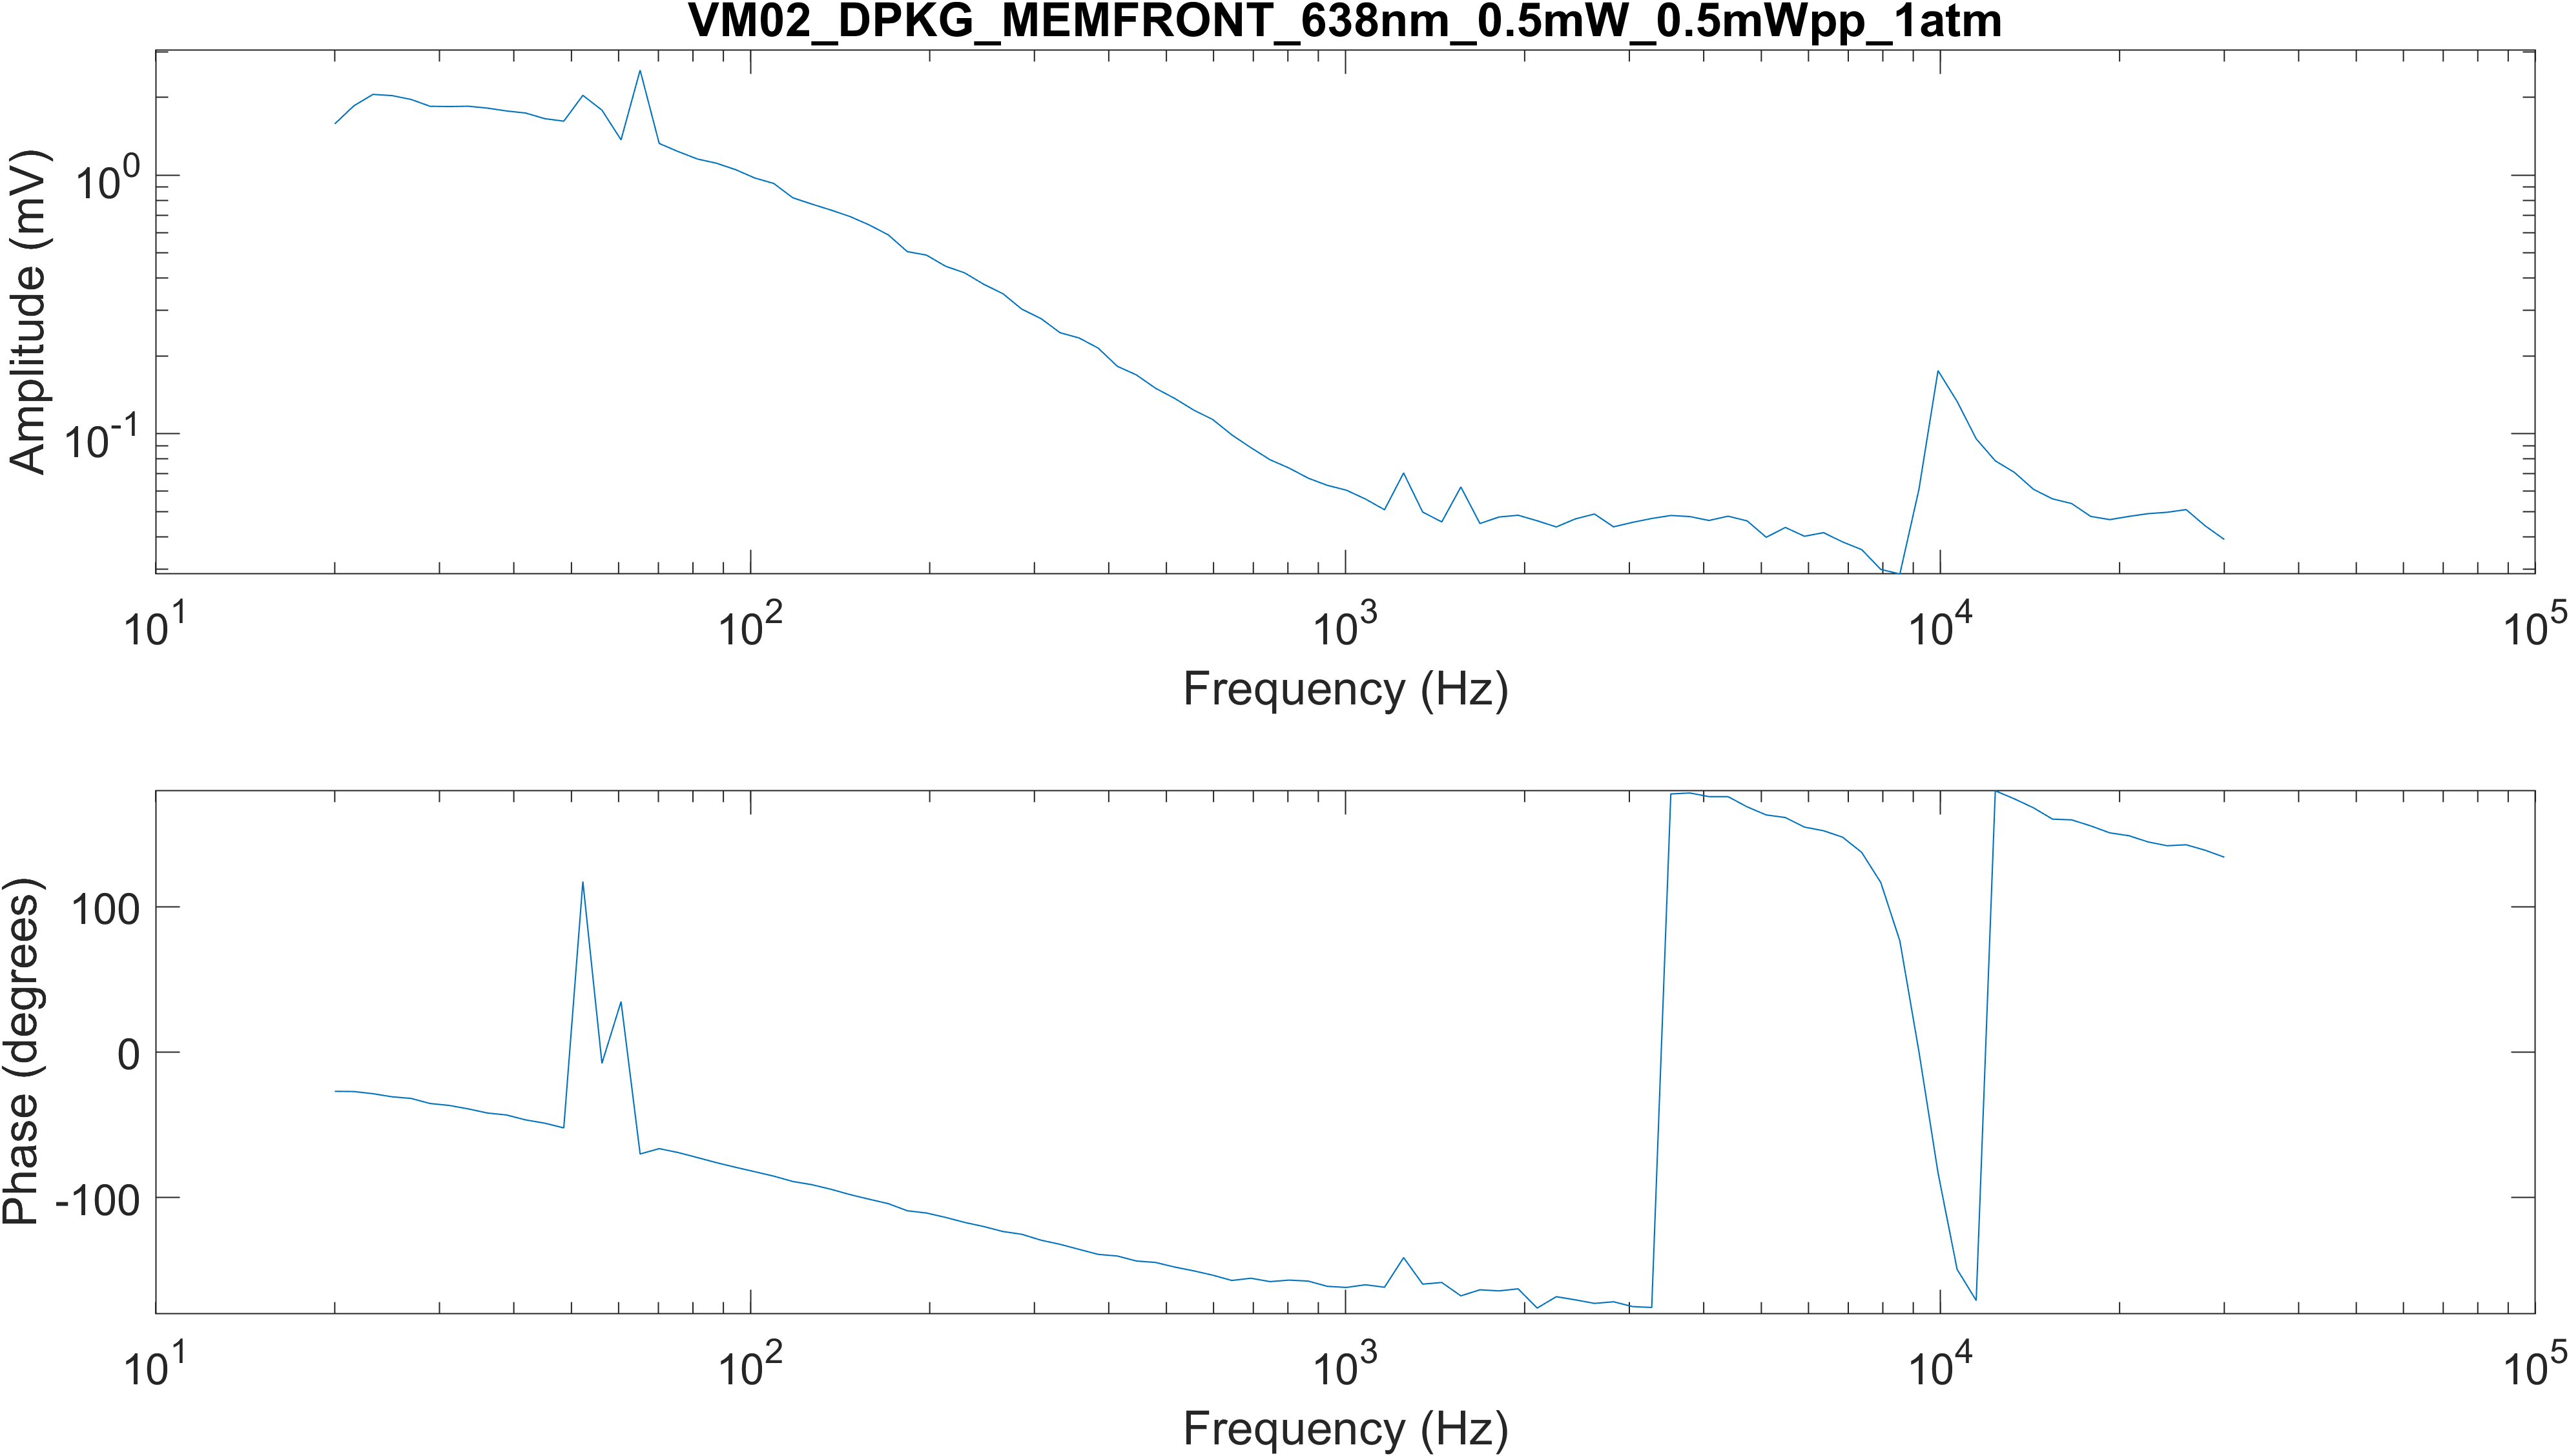 VM02_DPKG_MEMFRONT_638nm_0.5mW_0.5mWpp_1atm
Amplitude (mV)
10^0
10^-1
10^1 10^2 10^3 10^4 10^5
Frequency (Hz)
Phase (degrees)
100
0
-100
10^1 10^2 10^3 10^4 10^5
Frequency (Hz)